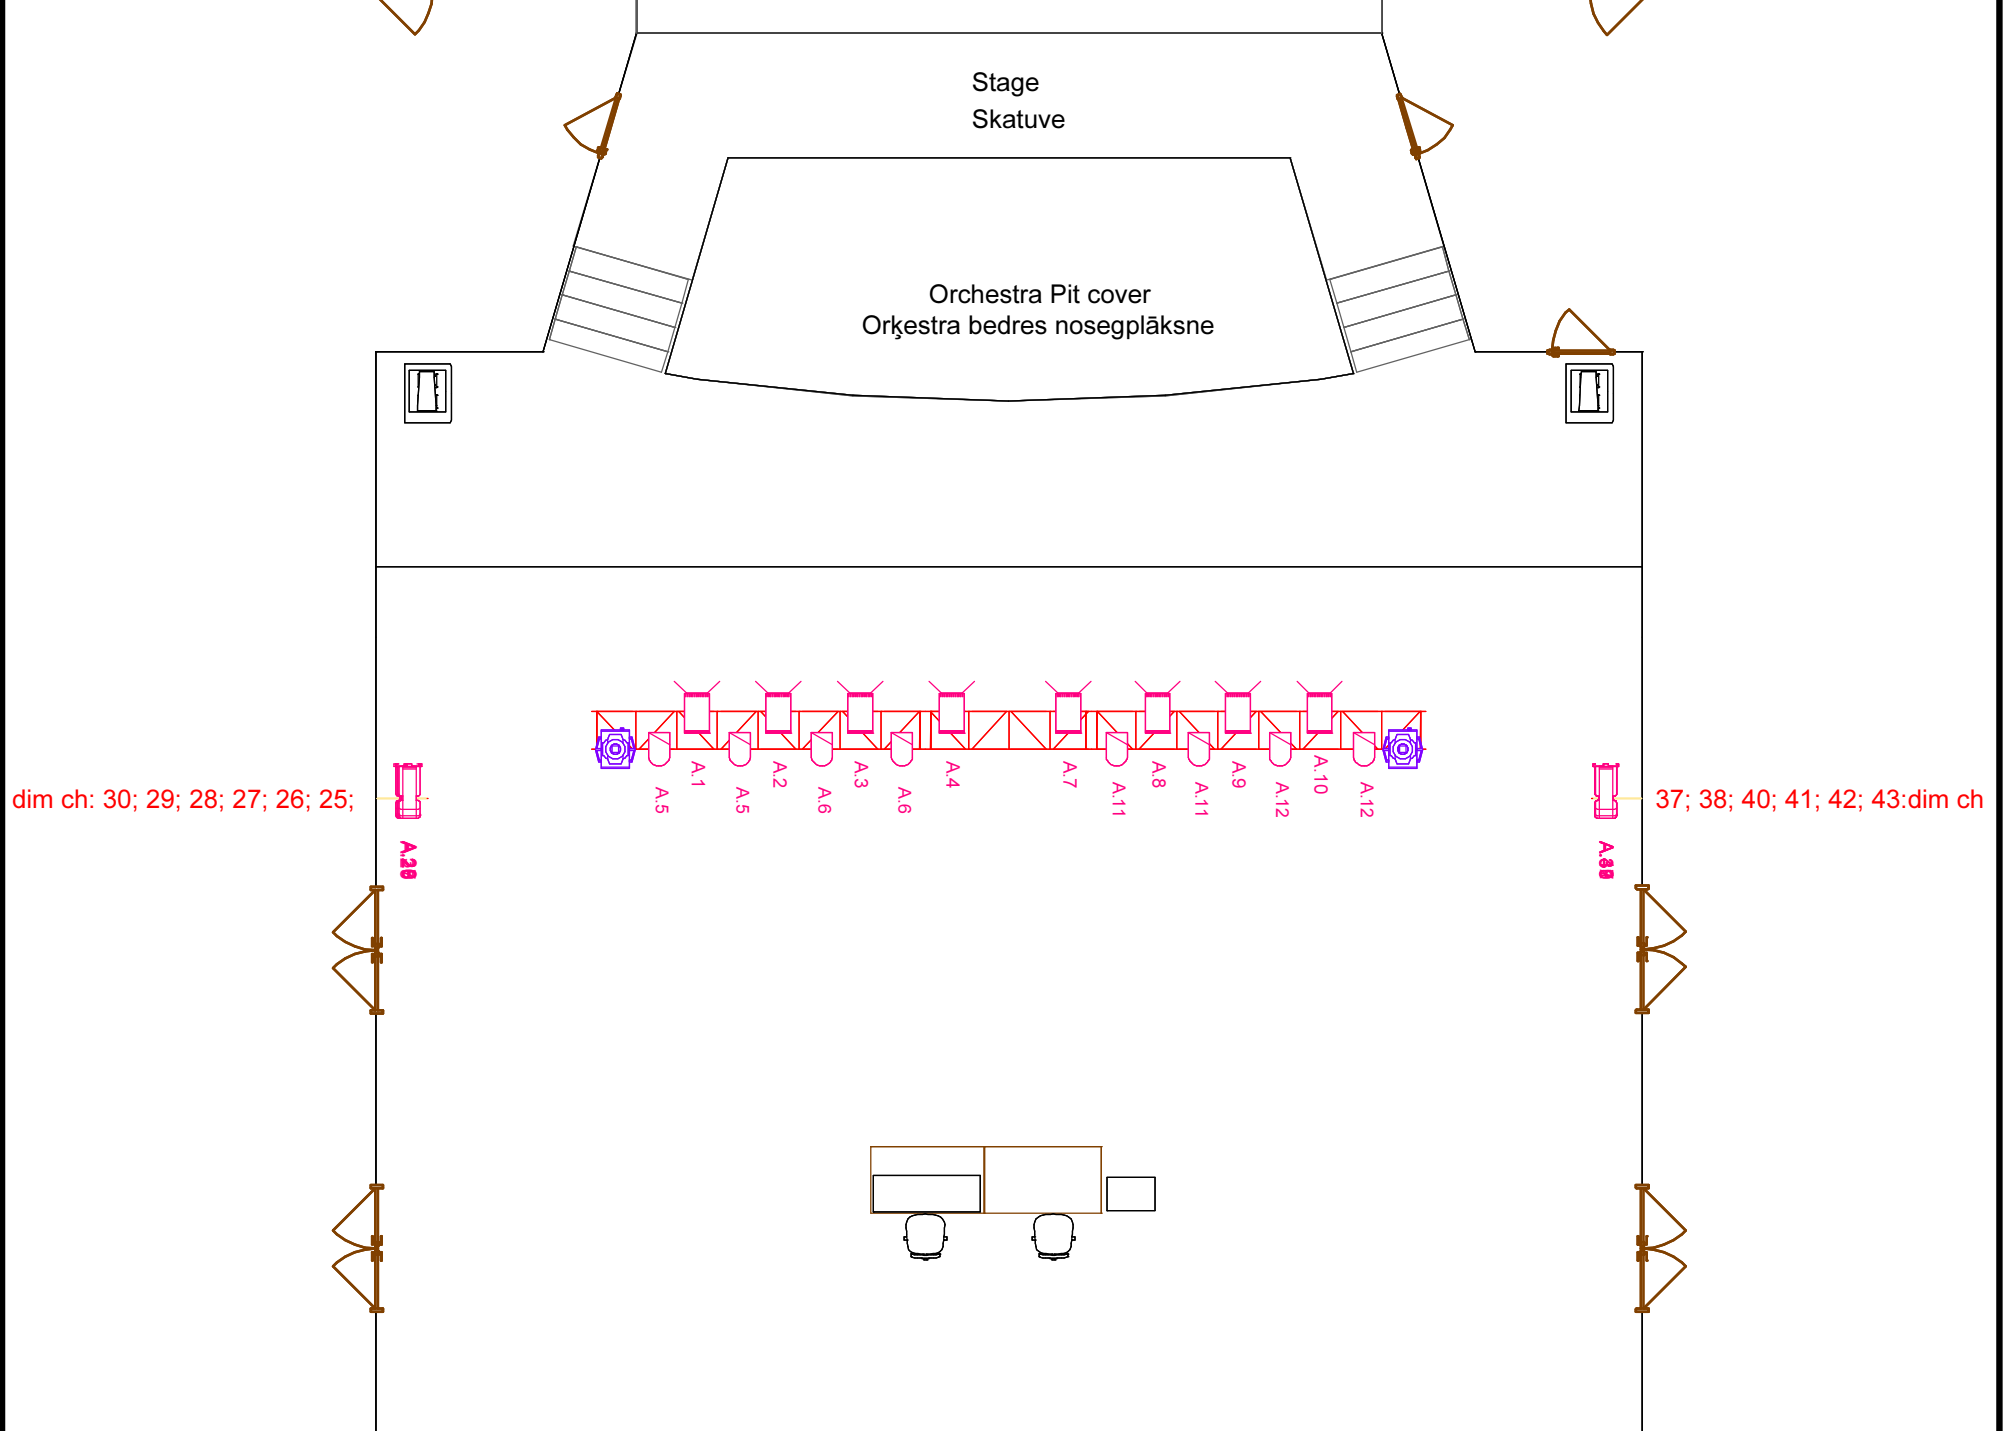 Stage
Skatuve
Orchestra Pit cover
Orķestra bedres nosegplāksne
dim ch: 30; 29; 28; 27; 26; 25;
37; 38; 40; 41; 42; 43:dim ch
A.5
A.1
A.5
A.2
A.6
A.3
A.6
A.4
A.7
A.11
A.8
A.11
A.9
A.12
A.10
A.12